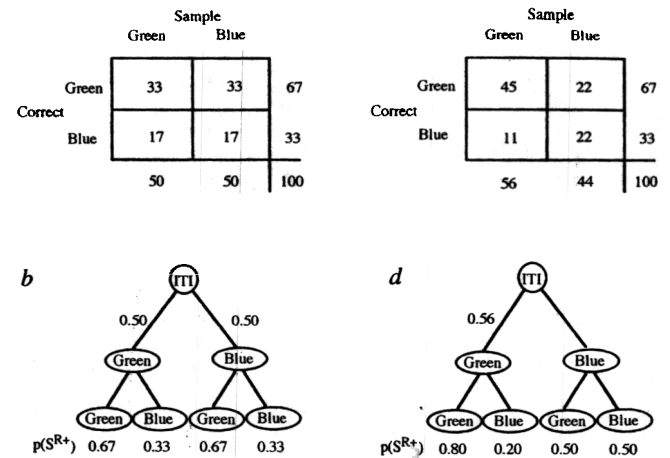 Sample
Green Blue
Green 33 33 67
Correct
Blue 17 17 33
50 50 100
Sample
Green Blue
Green 45 22 67
Correct
Blue 11 22 33
56 44 100
b
ITI
0.50 0.50
Green Blue
Green Blue Green Blue
p(S^R+) 0.67 0.33 0.67 0.33
d
ITI
0.56
Green Blue
Green Blue Green Blue
p(S^R+) 0.80 0.20 0.50 0.50